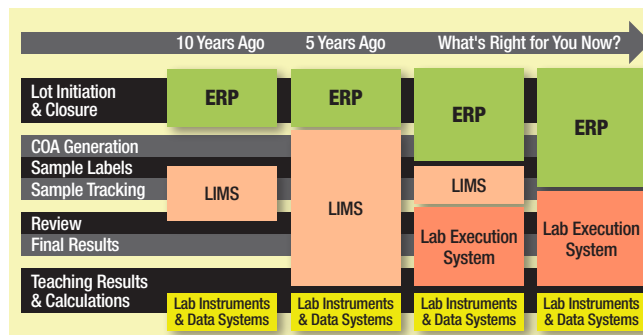 10 Years Ago
5 Years Ago
What's Right for You Now?
Lot Initiation
& Closure
ERP
ERP
ERP
ERP
COA Generation
Sample Labels
Sample Tracking
LIMS
LIMS
LIMS
Review
Final Results
Lab Execution
System
Lab Execution
System
Teaching Results
& Calculations
Lab Instruments
& Data Systems
Lab Instruments
& Data Systems
Lab Instruments
& Data Systems
Lab Instruments
& Data Systems